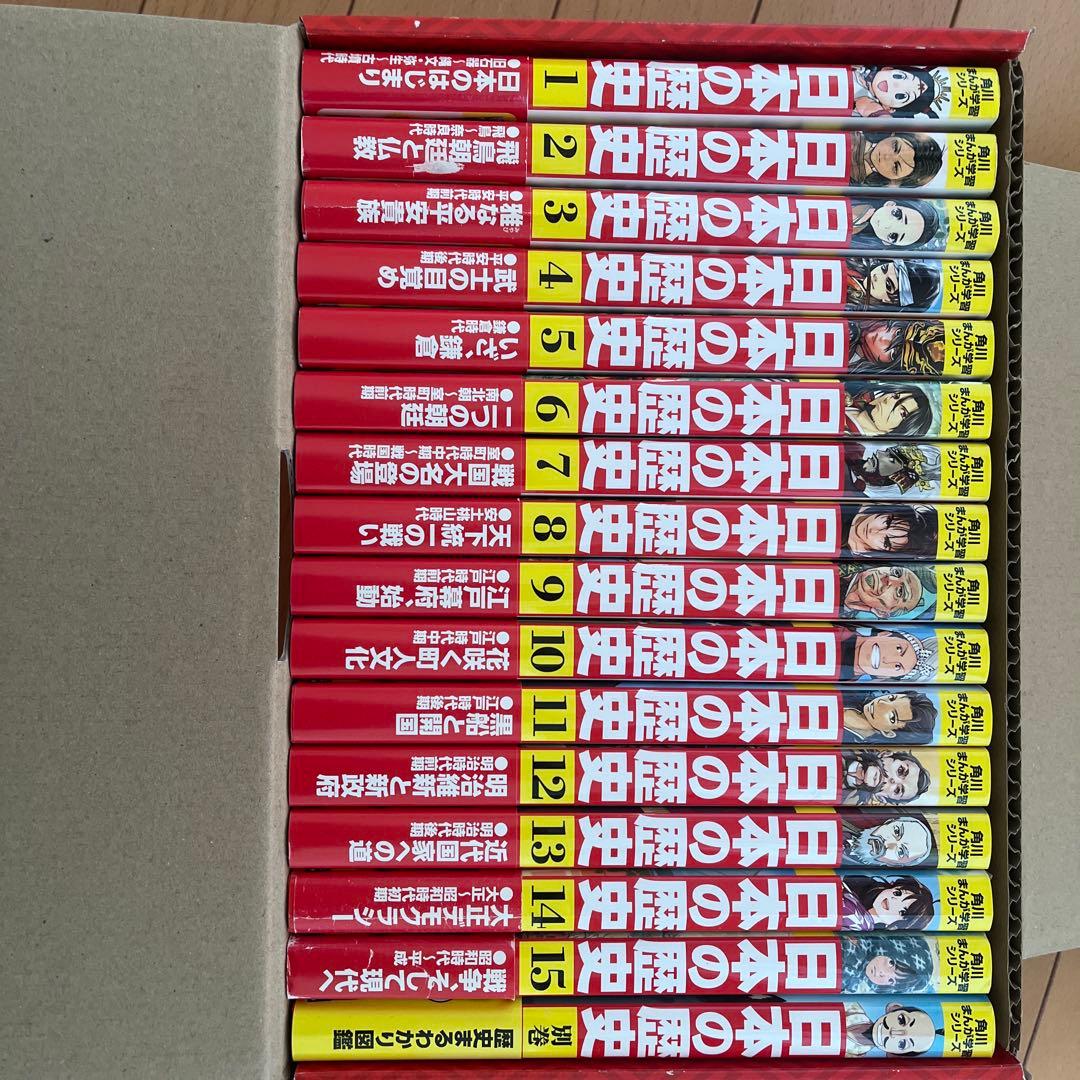 角川
まんが学習
シリーズ
日本の歴史
1
日本のはじまり
●旧石器～縄文・弥生～古墳時代
角川
まんが学習
シリーズ
日本の歴史
2
飛鳥朝廷と仏教
●飛鳥～奈良時代
角川
まんが学習
シリーズ
日本の歴史
3
みやび
雅なる平安貴族
●平安時代前期
角川
まんが学習
シリーズ
日本の歴史
4
武士の目覚め
●平安時代後期
角川
まんが学習
シリーズ
日本の歴史
5
いざ、鎌倉
●鎌倉時代
角川
まんが学習
シリーズ
日本の歴史
6
二つの朝廷
●南北朝～室町時代前期
角川
まんが学習
シリーズ
日本の歴史
7
戦国大名の登場
●室町時代中期～戦国時代
角川
まんが学習
シリーズ
日本の歴史
8
天下統一の戦い
●安土桃山時代
角川
まんが学習
シリーズ
日本の歴史
9
江戸幕府、始動
●江戸時代前期
角川
まんが学習
シリーズ
日本の歴史
10
花咲く町人文化
●江戸時代中期
角川
まんが学習
シリーズ
日本の歴史
11
黒船と開国
●江戸時代後期
角川
まんが学習
シリーズ
日本の歴史
12
明治維新と新政府
●明治時代前期
角川
まんが学習
シリーズ
日本の歴史
13
近代国家への道
●明治時代後期
角川
まんが学習
シリーズ
日本の歴史
14
大正デモクラシー
●大正～昭和時代初期
角川
まんが学習
シリーズ
日本の歴史
15
戦争、そして現代へ
●昭和時代～平成
角川
まんが学習
シリーズ
日本の歴史
別巻
歴史まるわかり図鑑